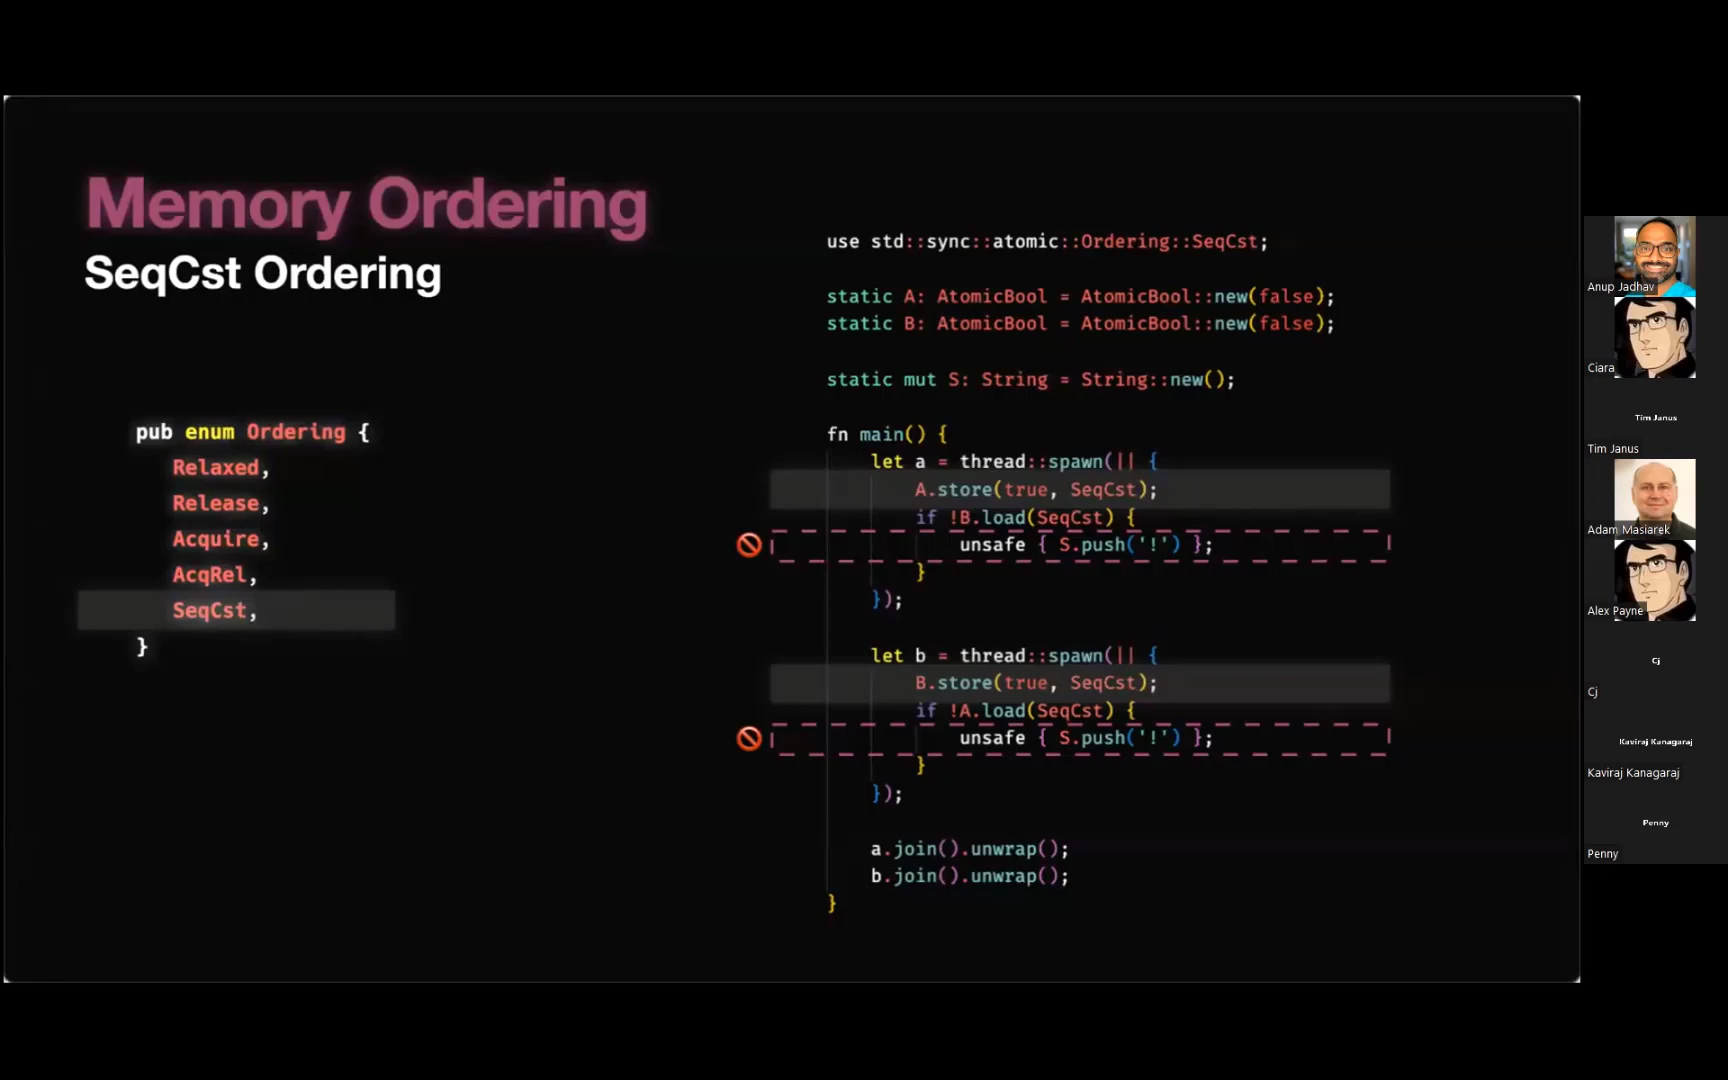 Memory Ordering
SeqCst Ordering
pub enum Ordering {
Relaxed,
Release,
Acquire,
AcqRel,
SeqCst,
}
use std::sync::atomic::Ordering::SeqCst;
static A: AtomicBool = AtomicBool::new(false);
static B: AtomicBool = AtomicBool::new(false);
static mut S: String = String::new();
fn main() {
let a = thread::spawn(|| {
A.store(true, SeqCst);
if !B.load(SeqCst) {
unsafe { S.push('!') };
}
});
let b = thread::spawn(|| {
B.store(true, SeqCst);
if !A.load(SeqCst) {
unsafe { S.push('!') };
}
});
a.join().unwrap();
b.join().unwrap();
}
Anup Jadhav
Ciara
Tim Janus
Tim Janus
Adam Masiarek
Alex Payne
Cj
Cj
Kaviraj Kanagaraj
Kaviraj Kanagaraj
Penny
Penny